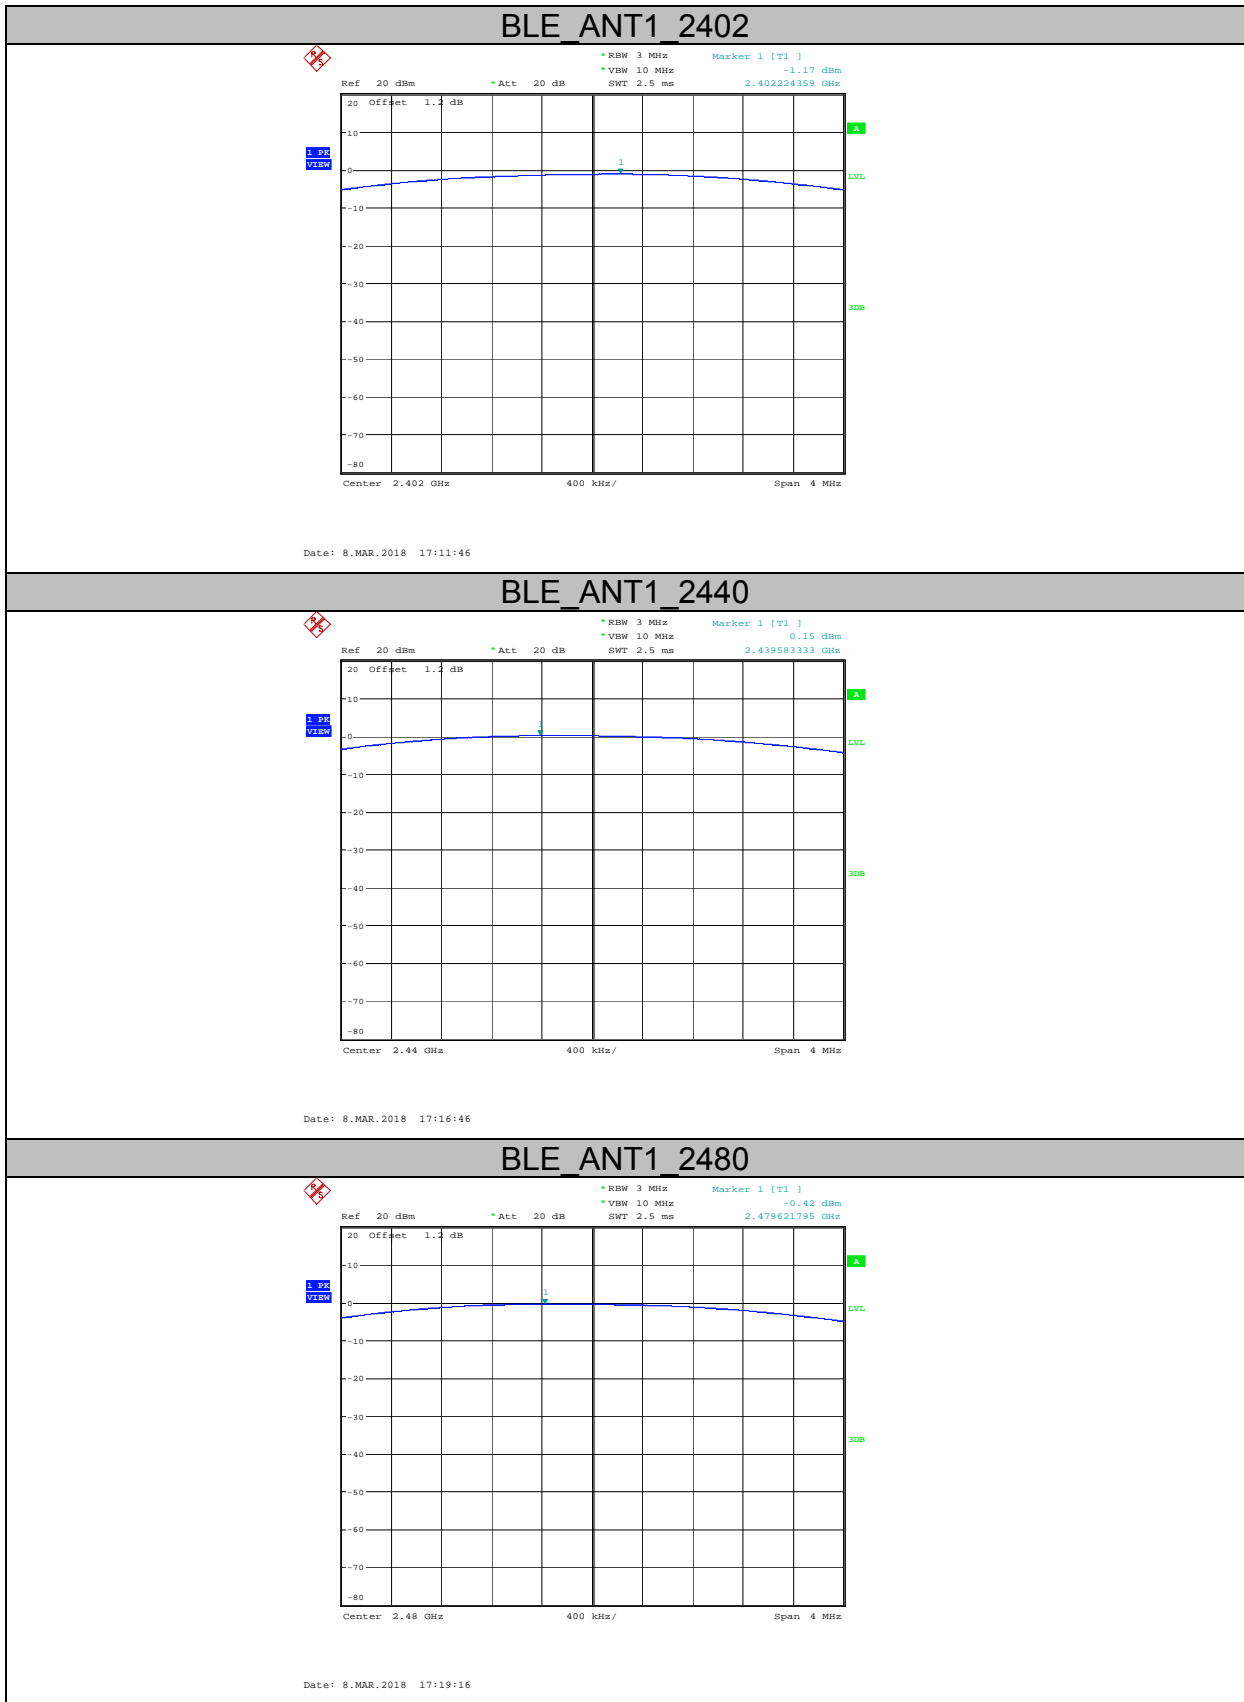 BLE_ANT1_2402
R S
*RBW 3 MHz Marker 1 [T1 ]
*VBW 10 MHz -1.17 dBm
Ref 20 dBm *Att 20 dB SWT 2.5 ms 2.402224359 GHz
20 Offset 1.2 dB
A
10
1 PK
VIEW
1
0
LVL
-10
-20
-30
3DB
-40
-50
-60
-70
-80
Center 2.402 GHz 400 kHz/ Span 4 MHz
Date: 8.MAR.2018 17:11:46
BLE_ANT1_2440
R S
*RBW 3 MHz Marker 1 [T1 ]
*VBW 10 MHz 0.15 dBm
Ref 20 dBm *Att 20 dB SWT 2.5 ms 2.439583333 GHz
20 Offset 1.2 dB
A
10
1 PK
VIEW
1
0
LVL
-10
-20
-30
3DB
-40
-50
-60
-70
-80
Center 2.44 GHz 400 kHz/ Span 4 MHz
Date: 8.MAR.2018 17:16:46
BLE_ANT1_2480
R S
*RBW 3 MHz Marker 1 [T1 ]
*VBW 10 MHz -0.42 dBm
Ref 20 dBm *Att 20 dB SWT 2.5 ms 2.479621795 GHz
20 Offset 1.2 dB
A
10
1 PK
VIEW
1
0
LVL
-10
-20
-30
3DB
-40
-50
-60
-70
-80
Center 2.48 GHz 400 kHz/ Span 4 MHz
Date: 8.MAR.2018 17:19:16